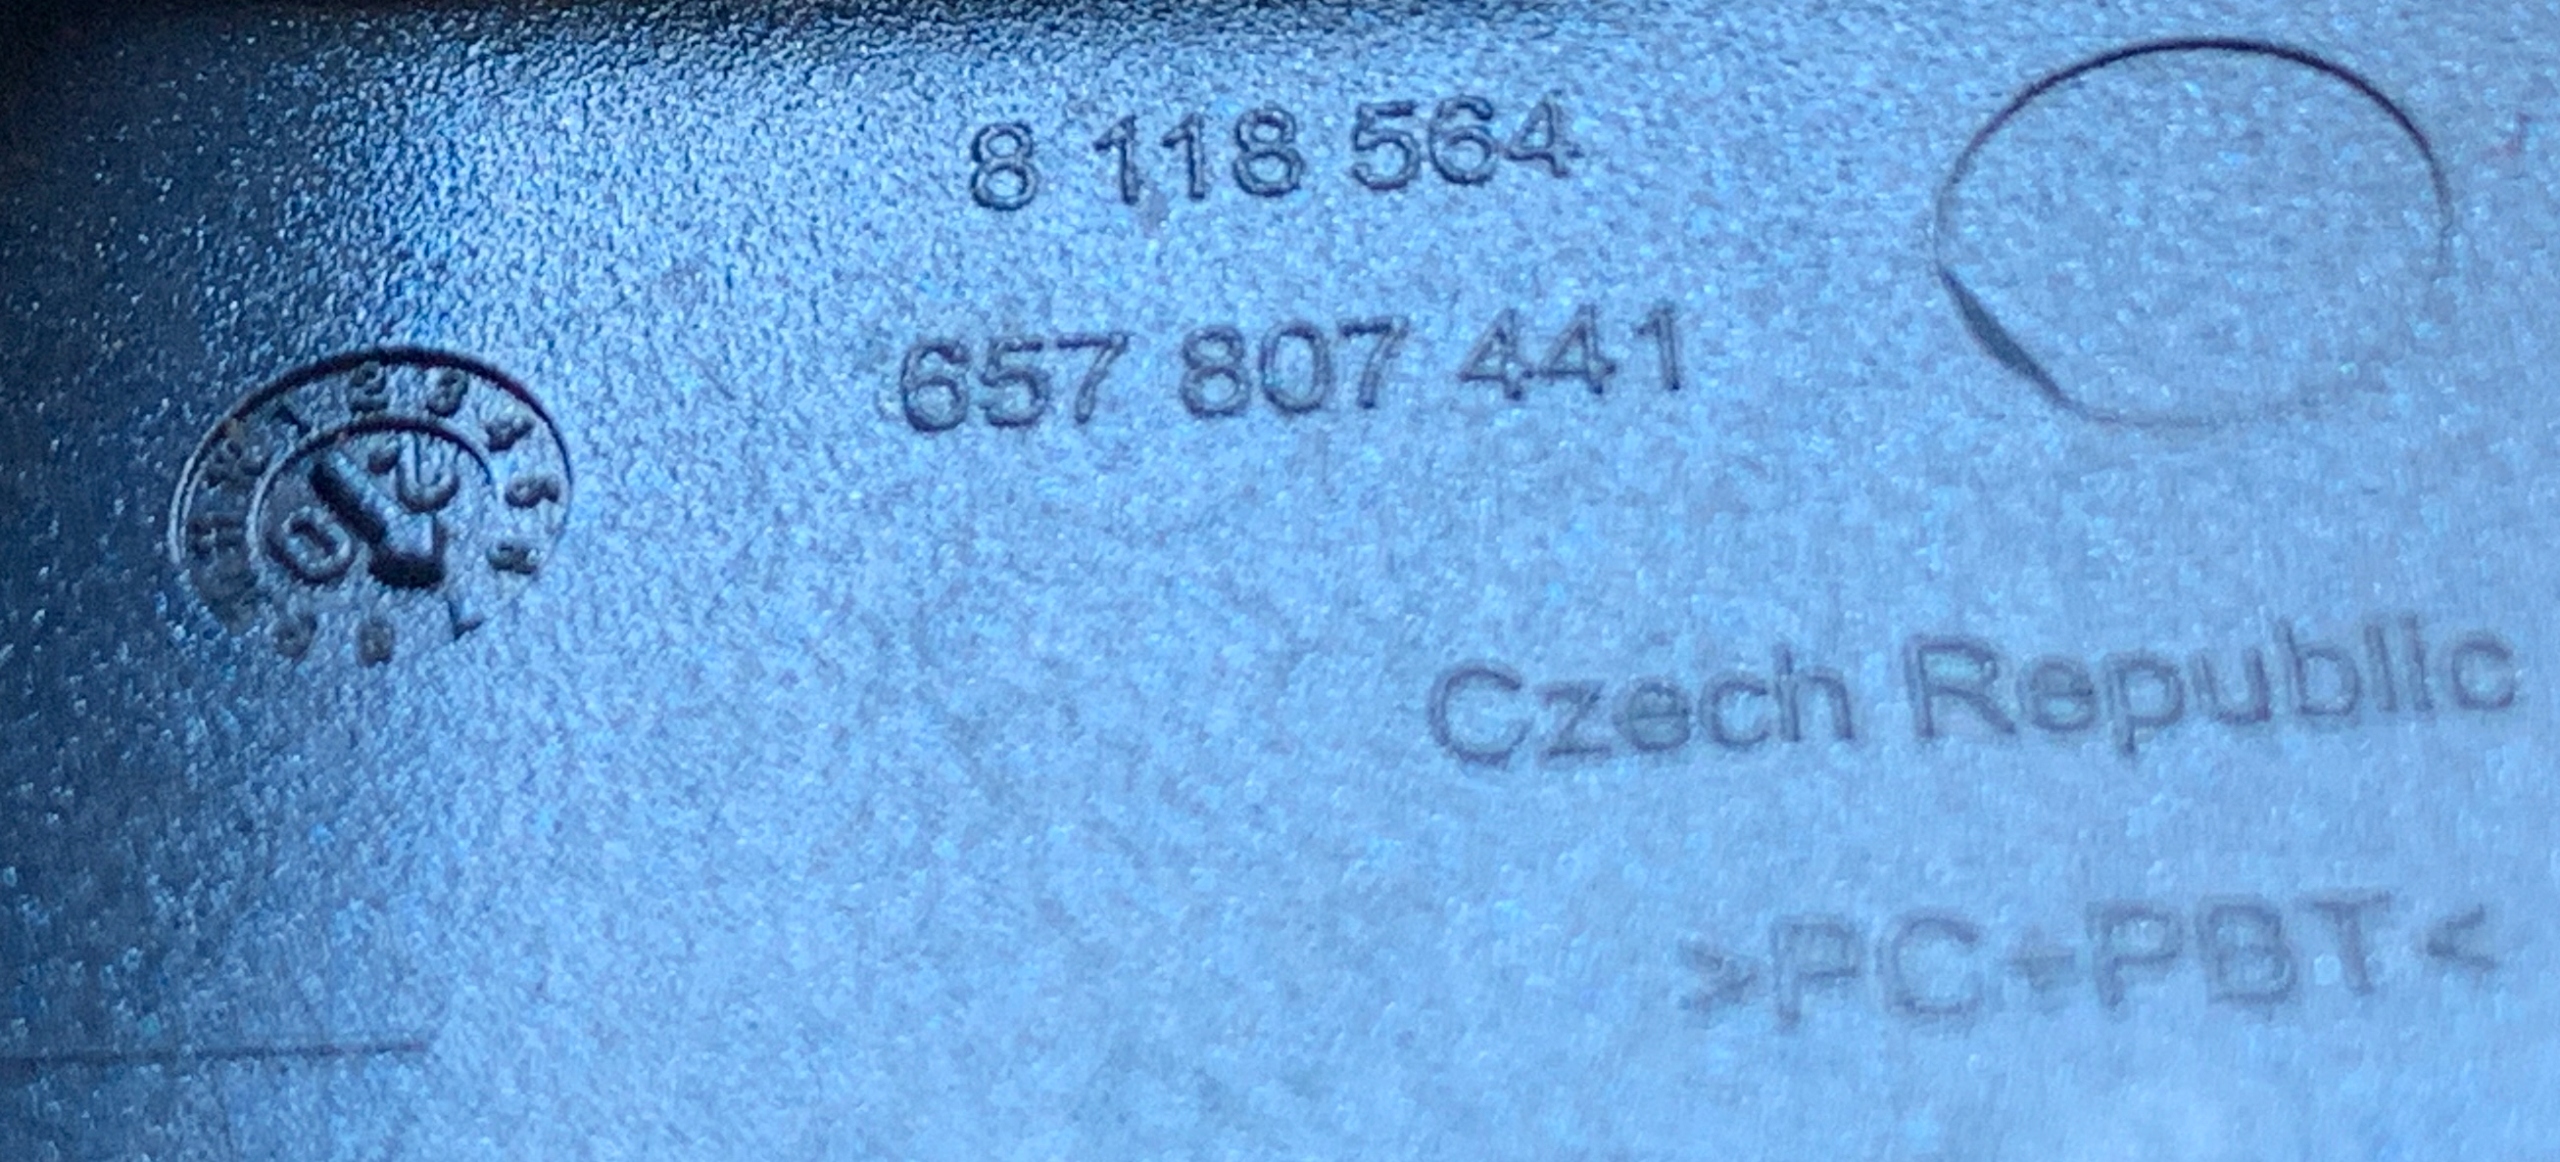 8 118 564
657 807 441
Czech Republic
>PC+PBT<